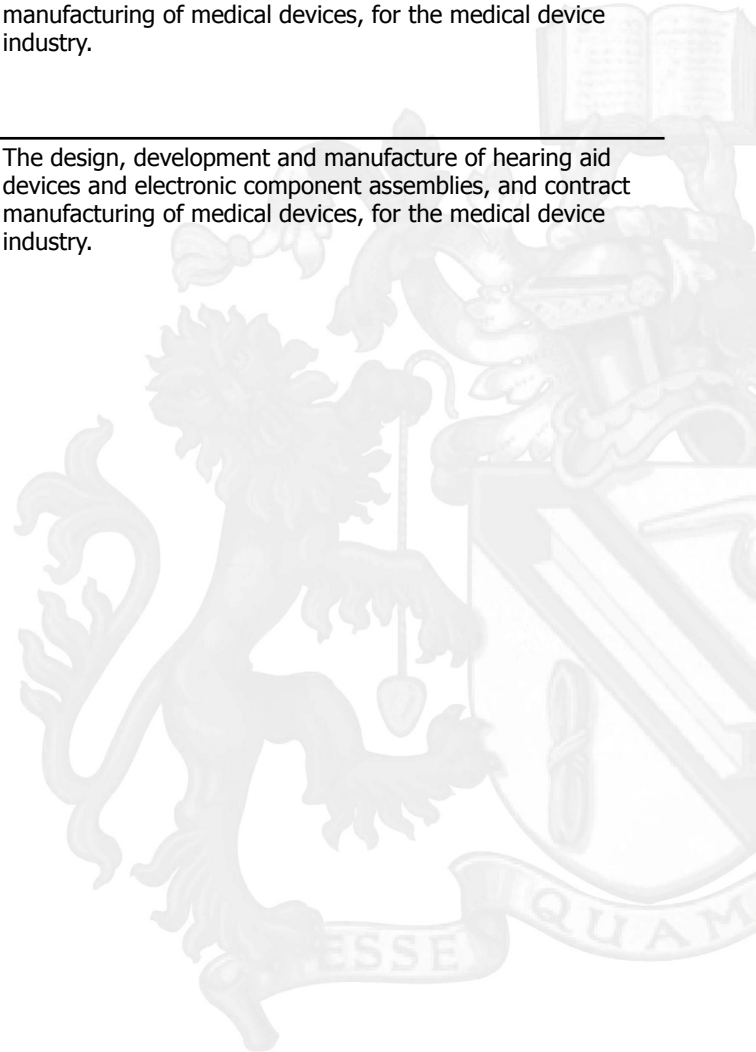 manufacturing of medical devices, for the medical device
industry.
The design, development and manufacture of hearing aid
devices and electronic component assemblies, and contract
manufacturing of medical devices, for the medical device
industry.
ESSE
QUAM